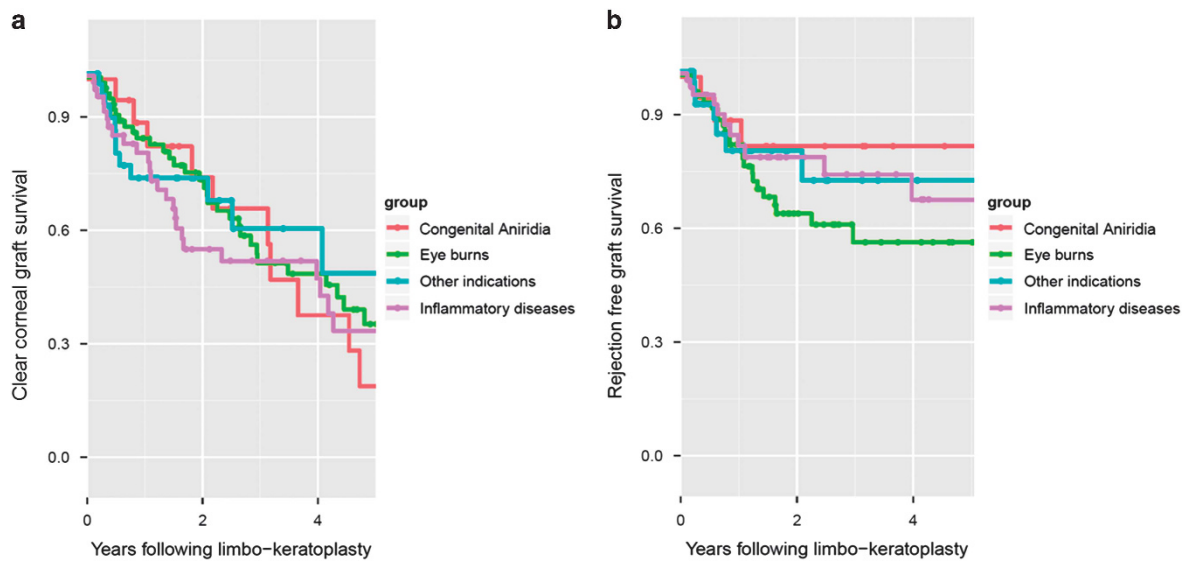 a
Clear corneal graft survival
0.9
0.6
0.3
0.0
0
2
4
Years following limbo-keratoplasty
group
Congenital Aniridia
Eye burns
Other indications
Inflammatory diseases
b
Rejection free graft survival
0.9
0.6
0.3
0.0
0
2
4
Years following limbo-keratoplasty
group
Congenital Aniridia
Eye burns
Other indications
Inflammatory diseases